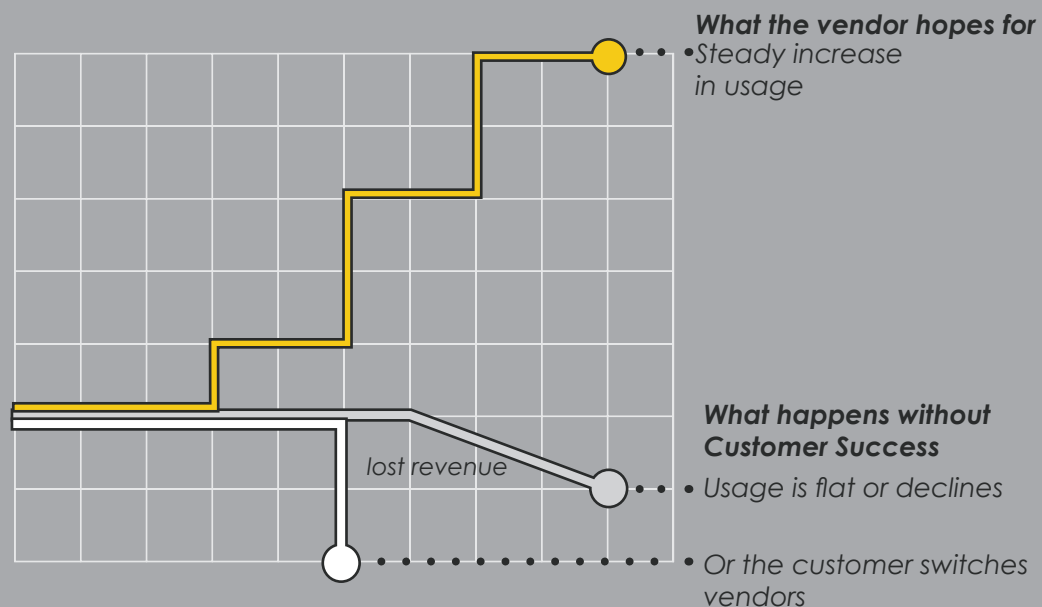 What the vendor hopes for
Steady increase
in usage
What happens without
Customer Success
lost revenue
Usage is flat or declines
Or the customer switches
vendors